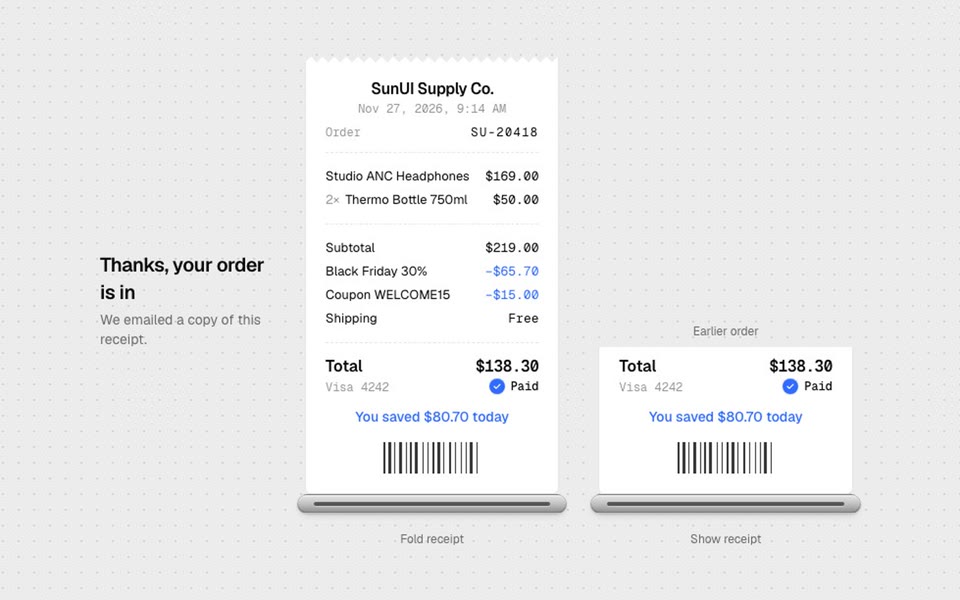 Thanks, your order
is in
We emailed a copy of this
receipt.
SunUI Supply Co.
Nov 27, 2026, 9:14 AM
Order SU-20418
Studio ANC Headphones $169.00
2× Thermo Bottle 750ml $50.00
Subtotal $219.00
Black Friday 30% −$65.70
Coupon WELCOME15 −$15.00
Shipping Free
Total $138.30
Visa 4242 Paid
You saved $80.70 today
Fold receipt
Earlier order
Total $138.30
Visa 4242 Paid
You saved $80.70 today
Show receipt